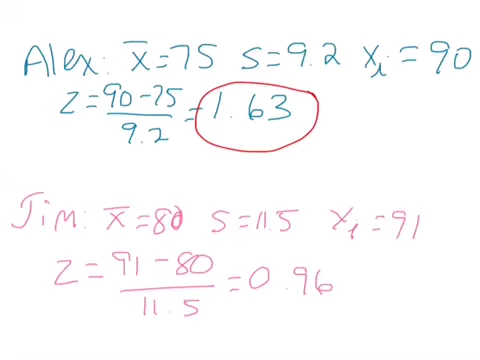 Alex: x̄=75 s=9.2 xᵢ=90
z=90-75/9.2=1.63
Jim: x̄=80 s=11.5 xᵢ=91
z=91-80/11.5=0.96